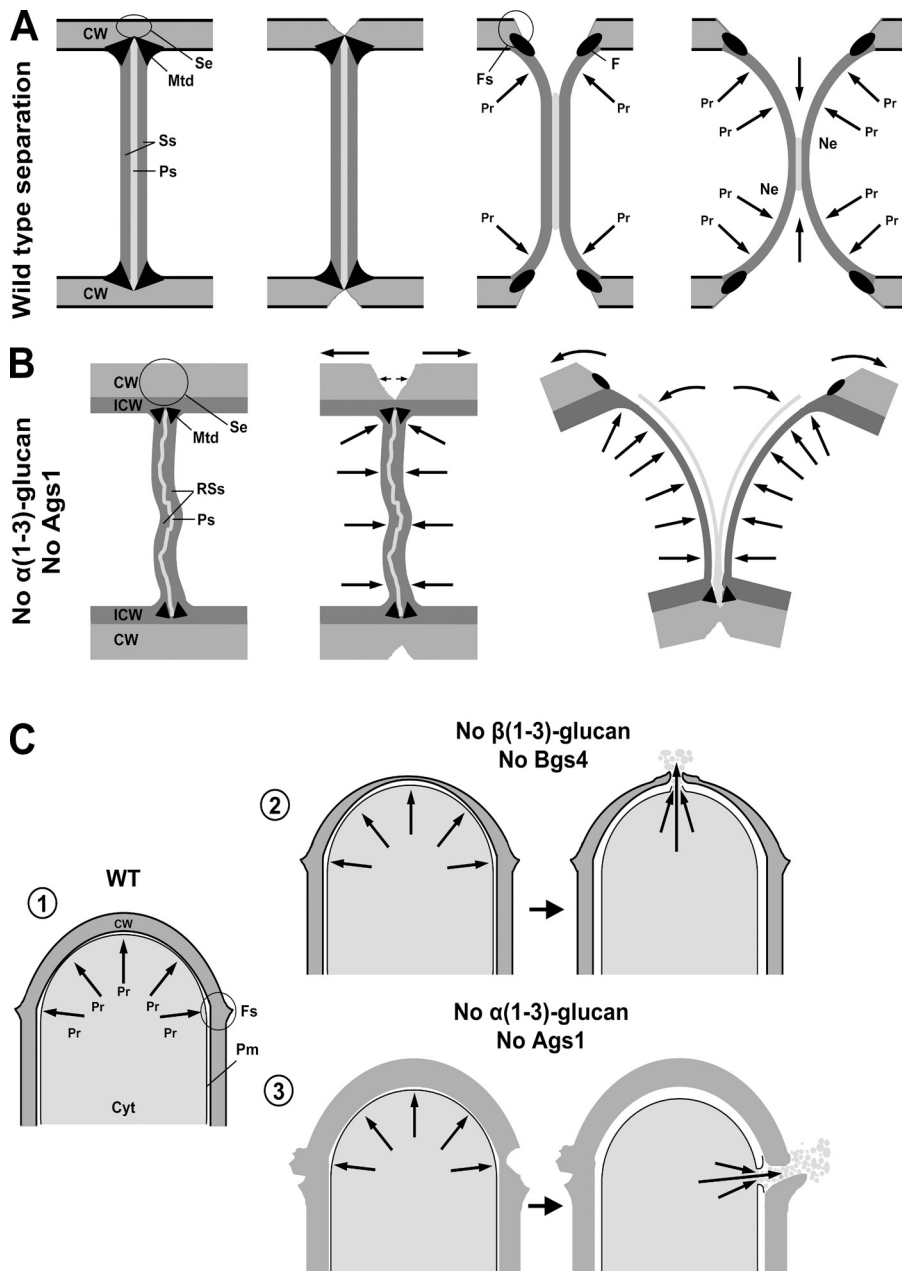 A
Wild type separation
CW
Se
Mtd
Ss
Ps
CW
Fs
F
Pr
Pr
Pr
Pr
Pr
Pr
Pr
Pr
Ne
Ne
Pr
Pr
Pr
Pr
B
No α(1-3)-glucan
No Ags1
CW
ICW
Se
Mtd
RSs
Ps
ICW
CW
C
No β(1-3)-glucan
No Bgs4
2
WT
1
CW
Pr
Pr
Pr
Pr
Pr
Fs
Pm
Cyt
No α(1-3)-glucan
No Ags1
3